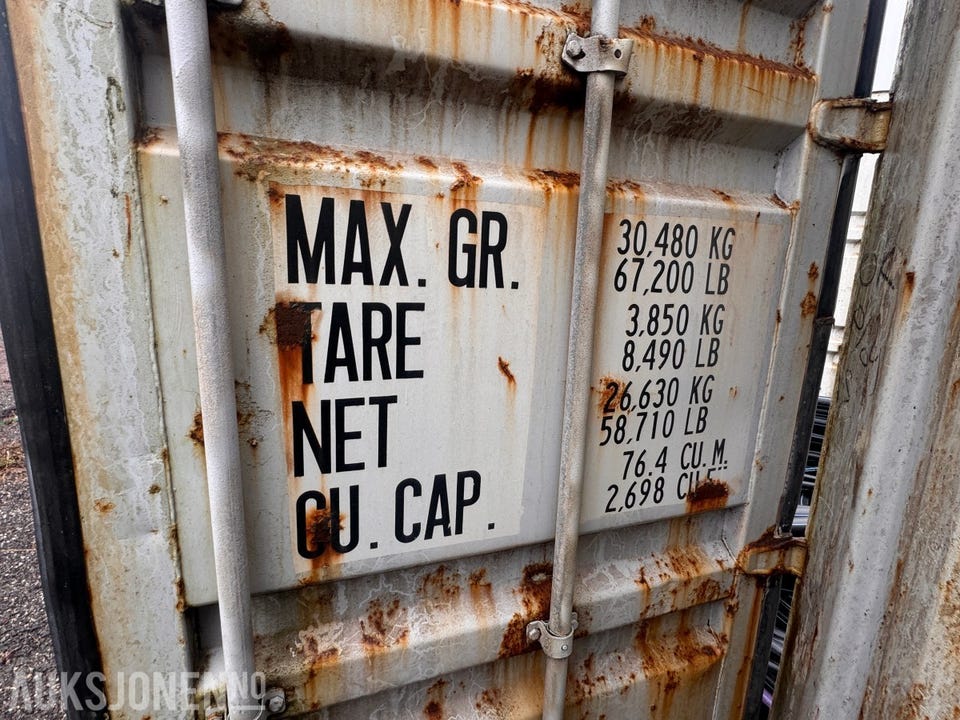 MAX. GR. 30,480 KG
67,200 LB
TARE 3,850 KG
8,490 LB
NET 26,630 KG
58,710 LB
CU. CAP. 76.4 CU.M.
2,698 CU.F.
AUKSJONEN.NO